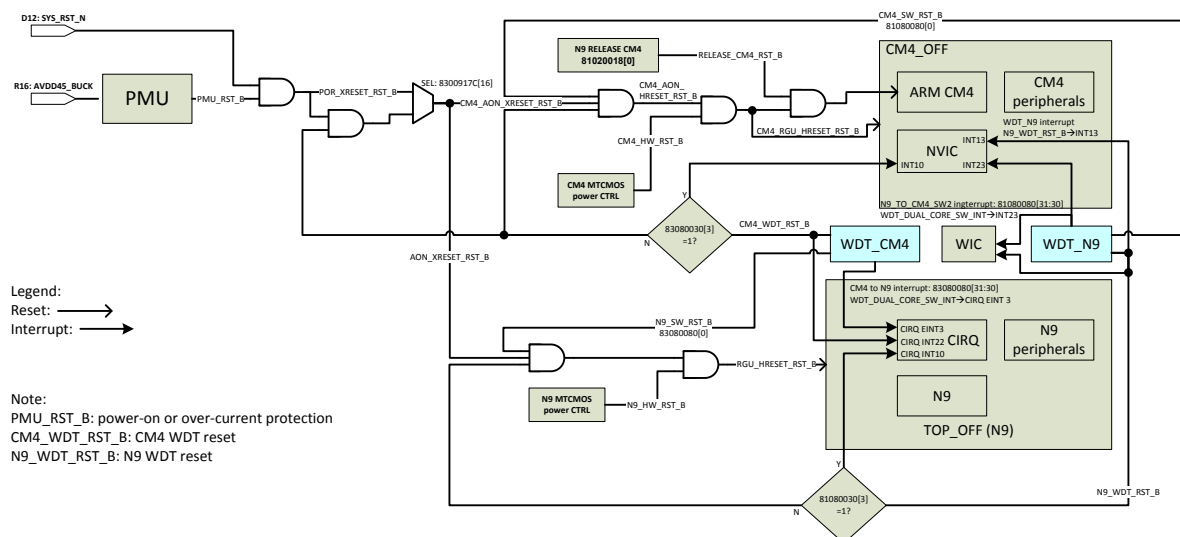 D12: SYS_RST_N
R16: AVDD45_BUCK
PMU
PMU_RST_B
POR_XRESET_RST_B
SEL: 8300917C[16]
CM4_AON_XRESET_RST_B
CM4_SW_RST_B
81080080[0]
N9 RELEASE CM4
81020018[0]
RELEASE_CM4_RST_B
CM4_AON_
HRESET_RST_B
CM4_HW_RST_B
CM4_RGU_HRESET_RST_B
CM4 MTCMOS
power CTRL
CM4_OFF
ARM CM4
CM4
peripherals
WDT_N9 interrupt
N9_WDT_RST_B→INT13
NVIC
INT13
INT10
INT23
N9_TO_CM4_SW2 ingterrupt: 81080080[31:30]
WDT_DUAL_CORE_SW_INT→INT23
Y
83080030[3]
=1?
N
CM4_WDT_RST_B
WDT_CM4
WIC
WDT_N9
AON_XRESET_RST_B
Legend:
Reset:
Interrupt:
CM4 to N9 interrupt: 83080080[31:30]
WDT_DUAL_CORE_SW_INT→CIRQ EINT 3
N9_SW_RST_B
83080080[0]
CIRQ EINT3
CIRQ INT22
CIRQ INT10
CIRQ
N9
peripherals
RGU_HRESET_RST_B
N9 MTCMOS
power CTRL
N9_HW_RST_B
N9
TOP_OFF (N9)
Note:
PMU_RST_B: power-on or over-current protection
CM4_WDT_RST_B: CM4 WDT reset
N9_WDT_RST_B: N9 WDT reset
Y
81080030[3]
=1?
N
N9_WDT_RST_B